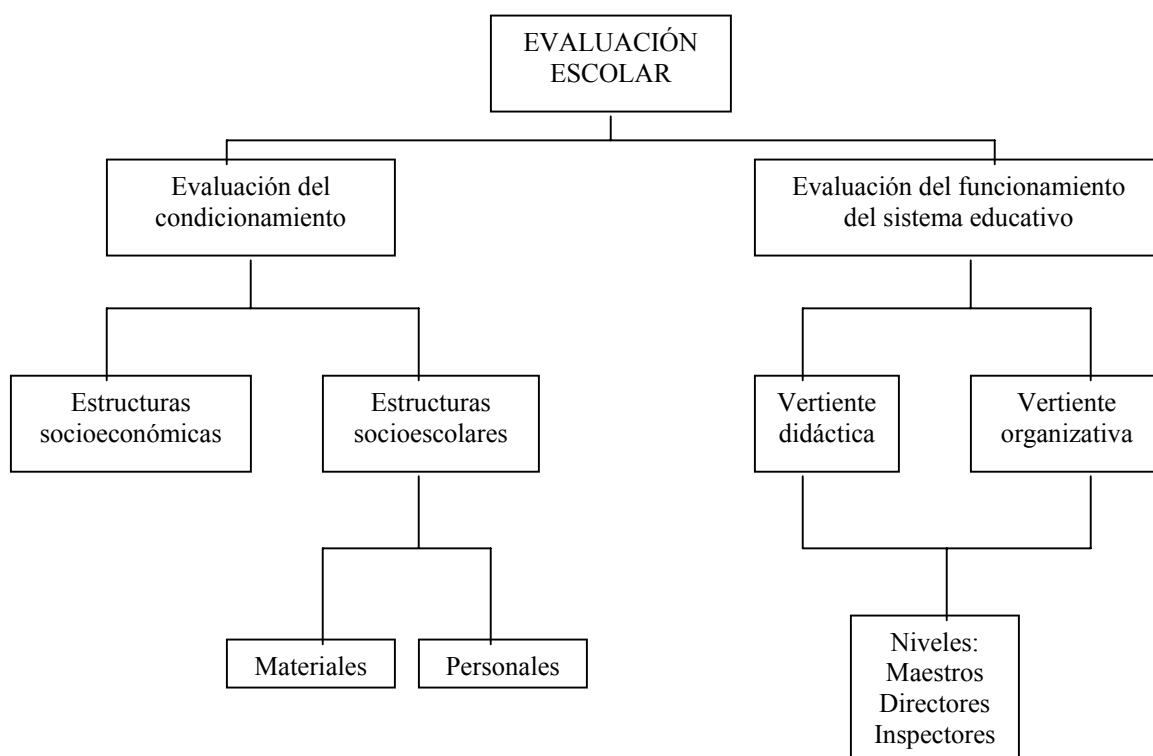 EVALUACIÓN
ESCOLAR
Evaluación del
condicionamiento
Evaluación del funcionamiento
del sistema educativo
Estructuras
socioeconómicas
Estructuras
socioescolares
Vertiente
didáctica
Vertiente
organizativa
Materiales
Personales
Niveles:
Maestros
Directores
Inspectores